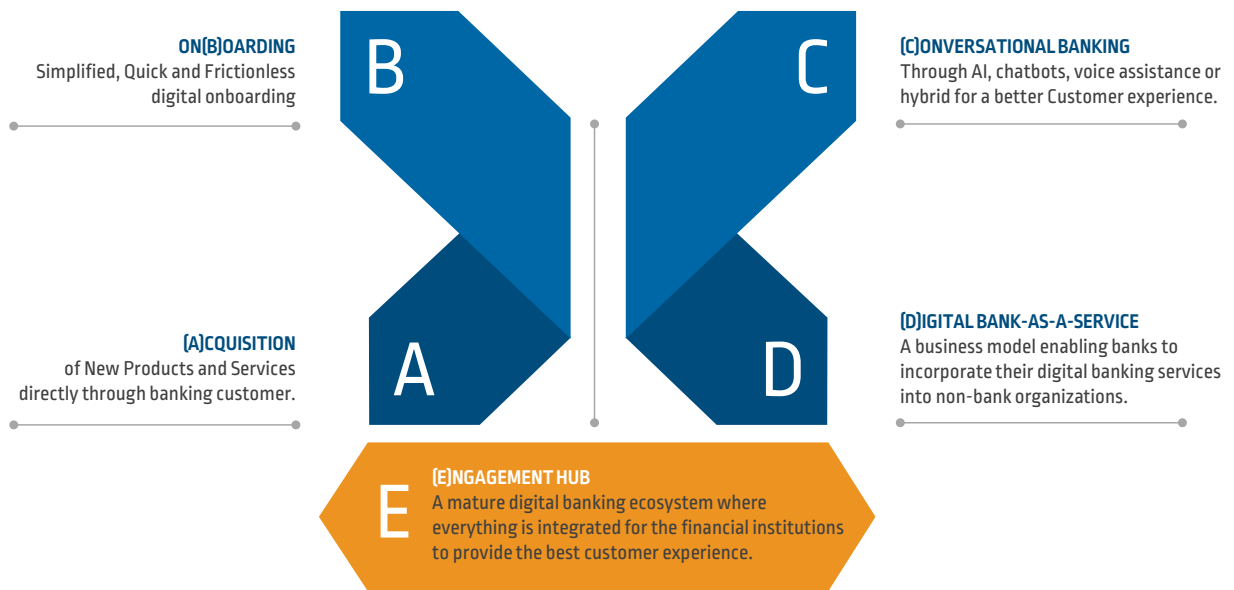 B
ON(B)OARDING
Simplified, Quick and Frictionless
digital onboarding
C
(C)ONVERSATIONAL BANKING
Through AI, chatbots, voice assistance or
hybrid for a better Customer experience.
A
(A)CQUISITION
of New Products and Services
directly through banking customer.
D
(D)IGITAL BANK-AS-A-SERVICE
A business model enabling banks to
incorporate their digital banking services
into non-bank organizations.
E
(E)NGAGEMENT HUB
A mature digital banking ecosystem where
everything is integrated for the financial institutions
to provide the best customer experience.